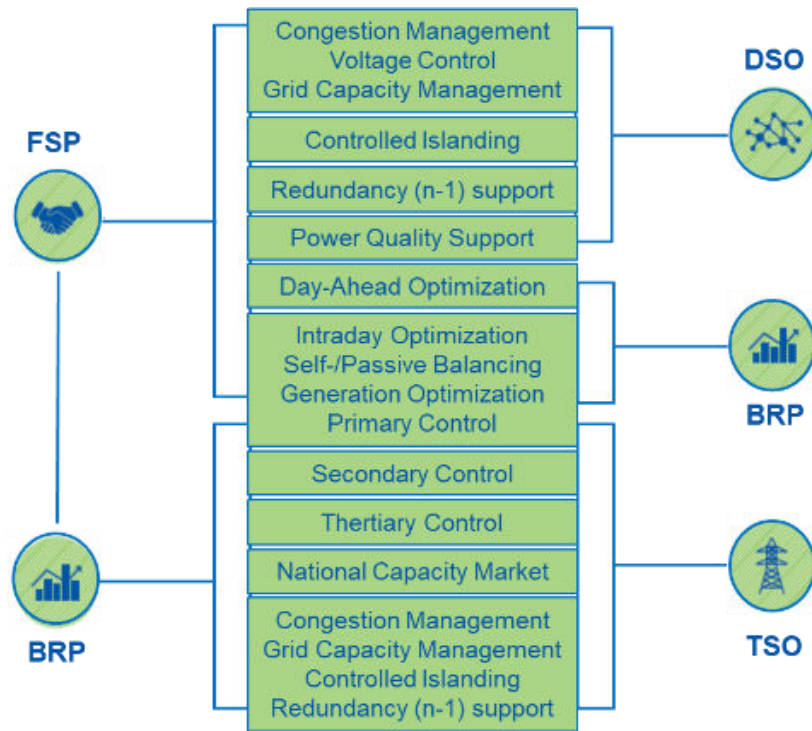 FSP
BRP
Congestion Management
Voltage Control
Grid Capacity Management
Controlled Islanding
Redundancy (n-1) support
Power Quality Support
Day-Ahead Optimization
Intraday Optimization
Self-/Passive Balancing
Generation Optimization
Primary Control
Secondary Control
Thertiary Control
National Capacity Market
Congestion Management
Grid Capacity Management
Controlled Islanding
Redundancy (n-1) support
DSO
BRP
TSO